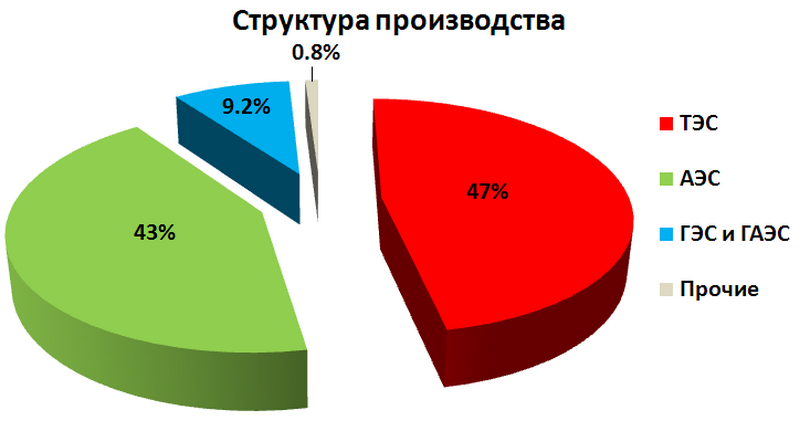 Структура производства
0.8%
9.2%
47%
43%
ТЭС
АЭС
ГЭС и ГАЭС
Прочие